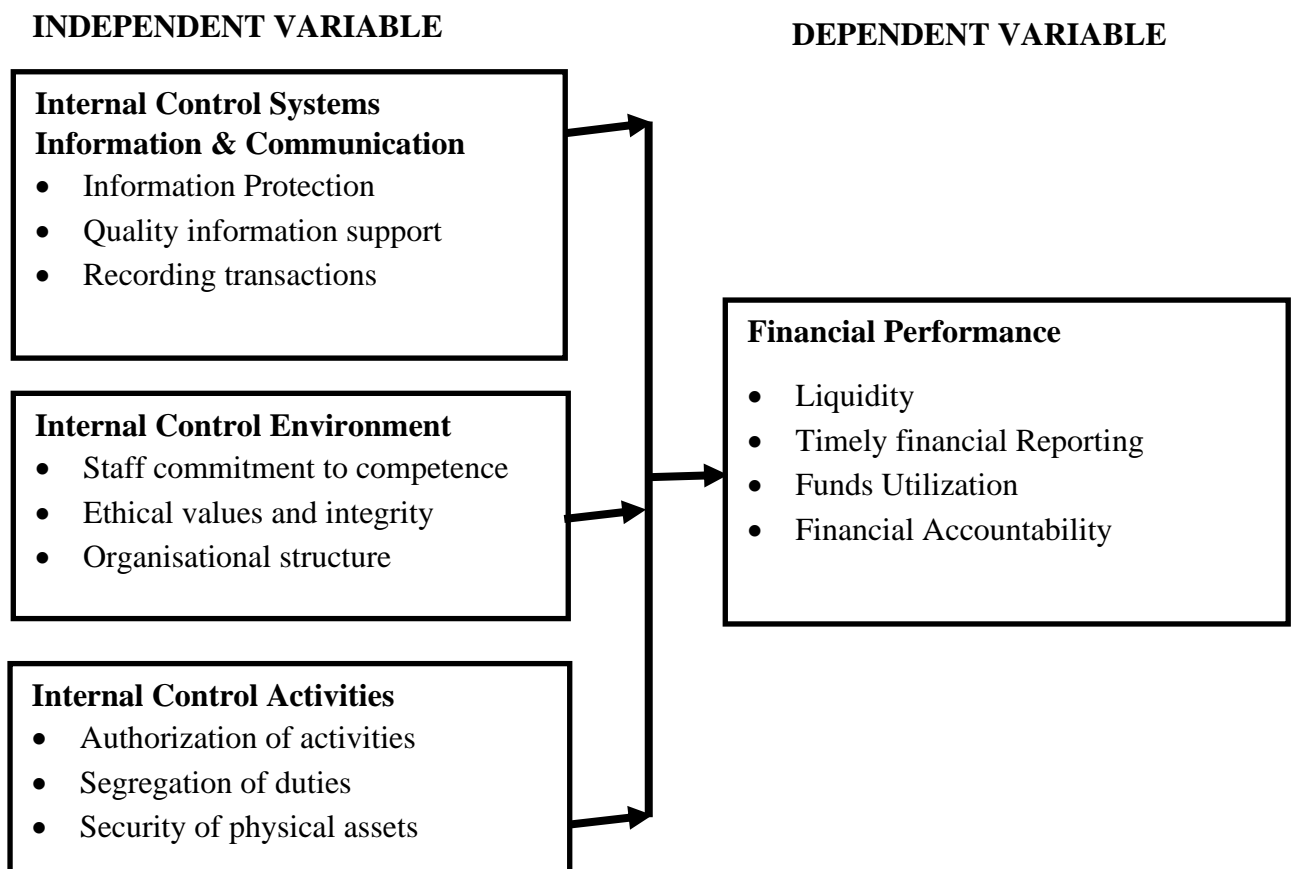 INDEPENDENT VARIABLE
DEPENDENT VARIABLE
Internal Control Systems
Information & Communication
• Information Protection
• Quality information support
• Recording transactions
Internal Control Environment
• Staff commitment to competence
• Ethical values and integrity
• Organisational structure
Internal Control Activities
• Authorization of activities
• Segregation of duties
• Security of physical assets
Financial Performance
• Liquidity
• Timely financial Reporting
• Funds Utilization
• Financial Accountability